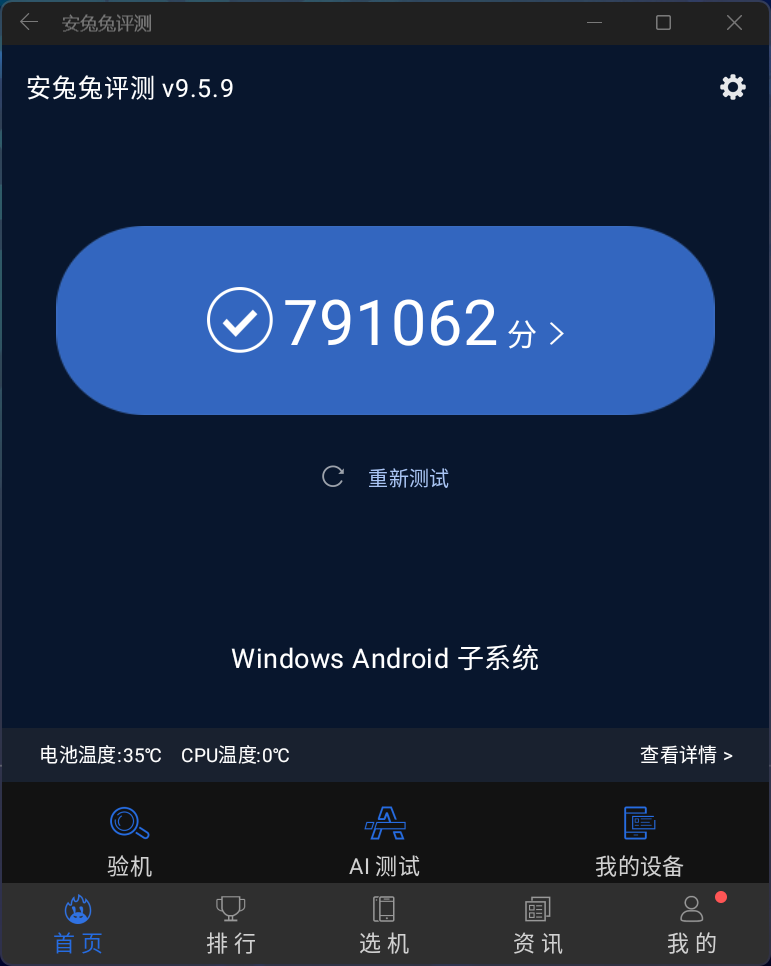 安兔兔评测
安兔兔评测 v9.5.9
791062 分 >
重新测试
Windows Android 子系统
电池温度:35℃ CPU温度:0℃ 查看详情 >
验机 AI 测试 我的设备
首页 排行 选机 资讯 我的